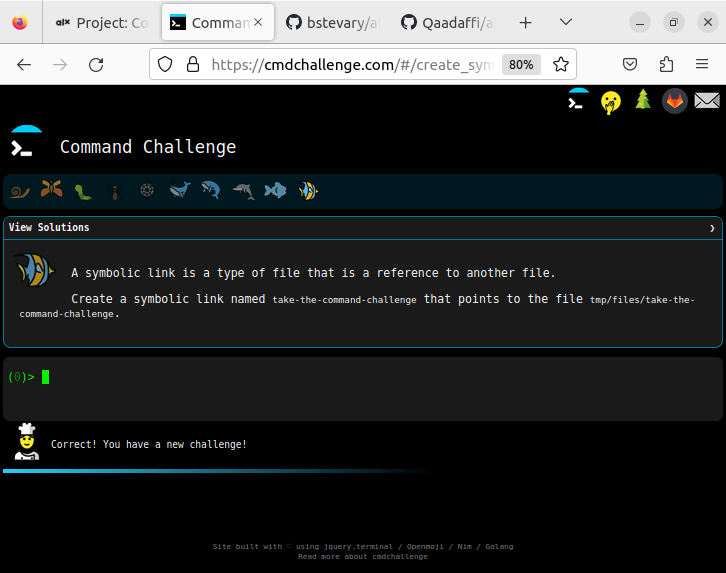 alx Project: Co
Comman ×
bstevary/al
Qaadaffi/a
https://cmdchallenge.com/#/create_sym
80%
Command Challenge
View Solutions
A symbolic link is a type of file that is a reference to another file.
Create a symbolic link named take-the-command-challenge that points to the file tmp/files/take-the-
command-challenge.
(0)>
Correct! You have a new challenge!
Site built with ♡ using jquery.terminal / Openmoji / Nim / Golang
Read more about cmdchallenge